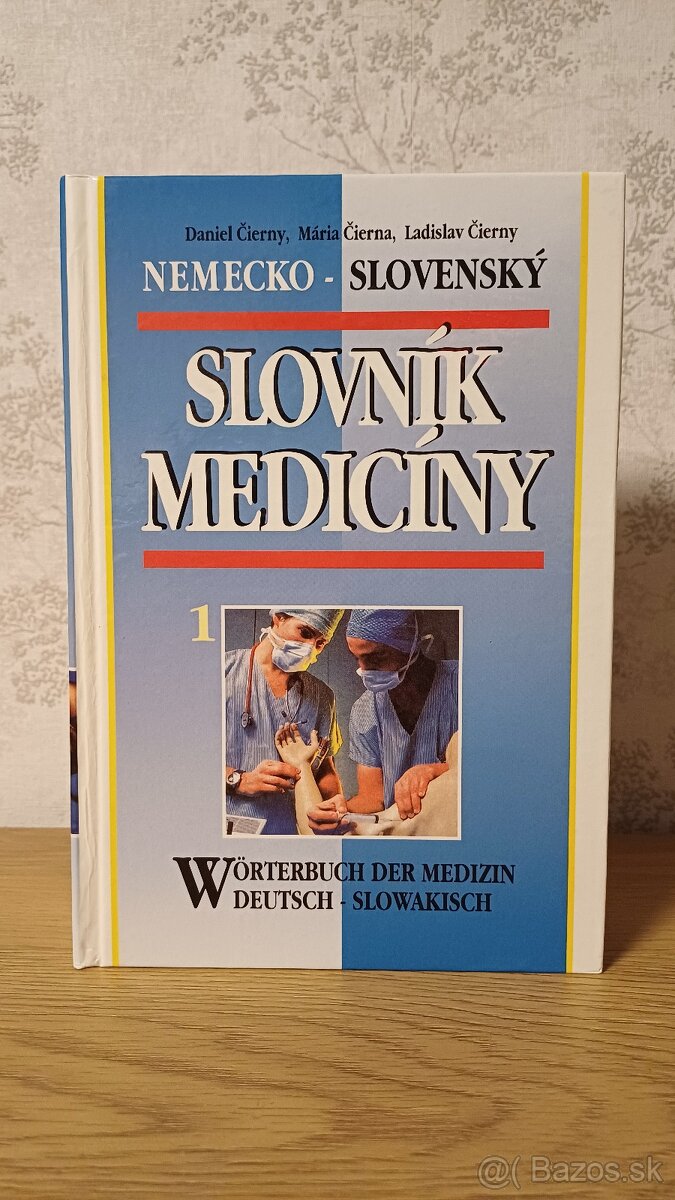 Daniel Čierny, Mária Čierna, Ladislav Čierny
NEMECKO - SLOVENSKÝ
SLOVNÍK
MEDICÍNY
1
WÖRTERBUCH DER MEDIZIN
DEUTSCH - SLOWAKISCH
@( Bazos.sk